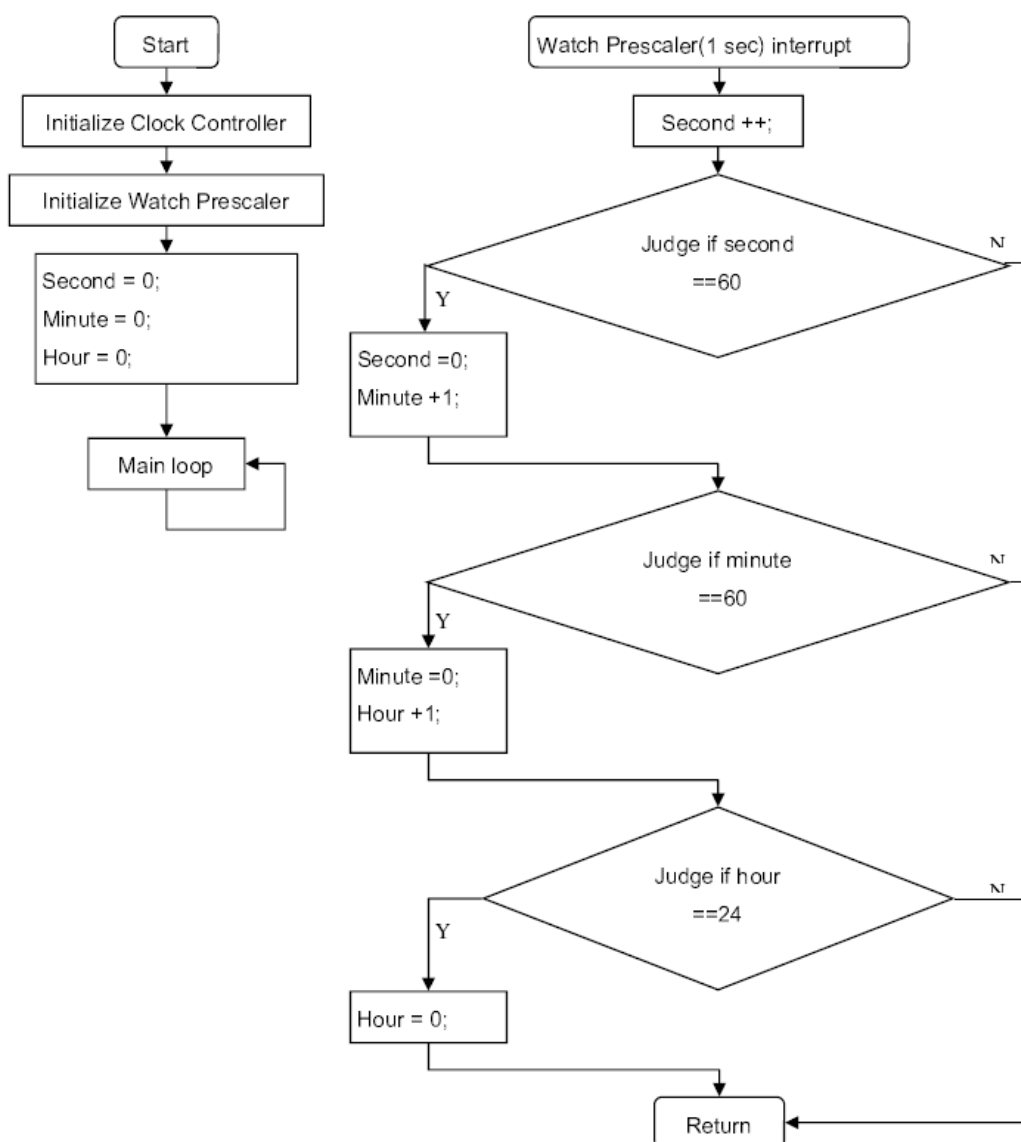 Start
Initialize Clock Controller
Initialize Watch Prescaler
Second = 0;
Minute = 0;
Hour = 0;
Main loop
Watch Prescaler(1 sec) interrupt
Second ++;
Judge if second
==60
N
Y
Second =0;
Minute +1;
Judge if minute
==60
N
Y
Minute =0;
Hour +1;
Judge if hour
==24
N
Y
Hour = 0;
Return